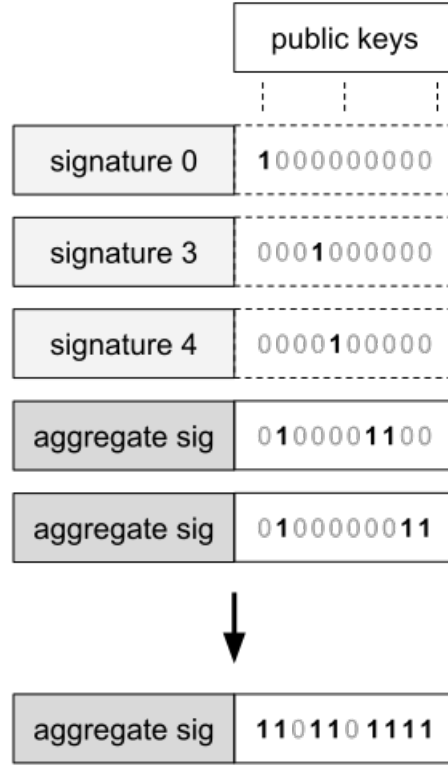 public keys
signature 0 1000000000
signature 3 0001000000
signature 4 0000100000
aggregate sig 0100001100
aggregate sig 0100000011
aggregate sig 1101101111